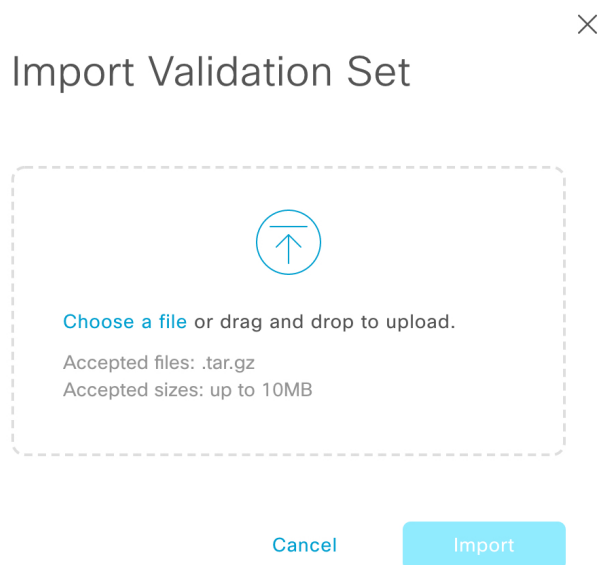 Import Validation Set
Choose a file or drag and drop to upload.
Accepted files: .tar.gz
Accepted sizes: up to 10MB
Cancel
Import